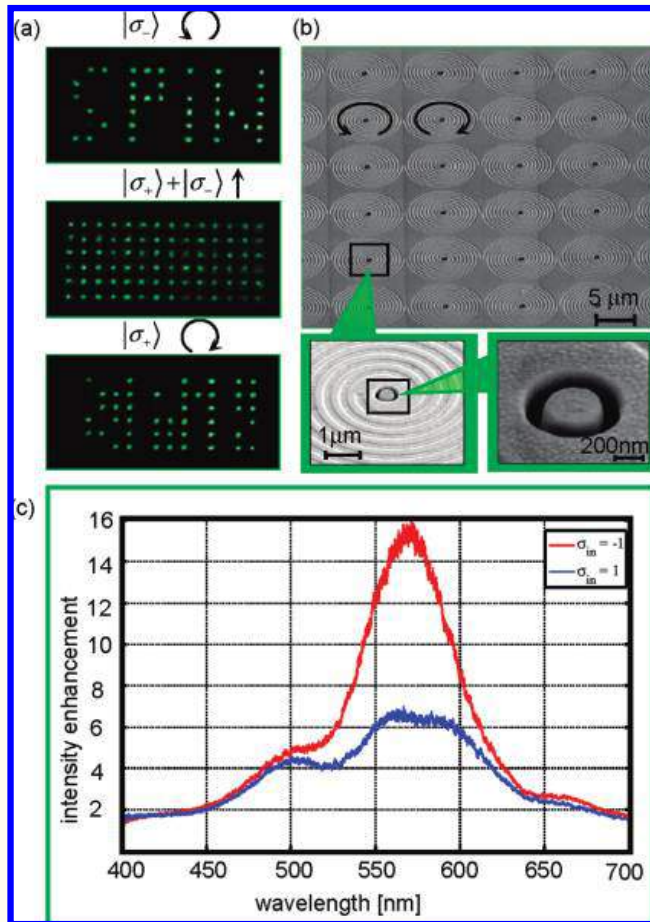 (a)
|σ₋⟩
SPIN
|σ₊⟩+|σ₋⟩
|σ₊⟩
(b)
5 μm
1μm
200nm
(c)
16
14
12
10
8
6
4
2
intensity enhancement
σin = -1
σin = 1
400 450 500 550 600 650 700
wavelength [nm]